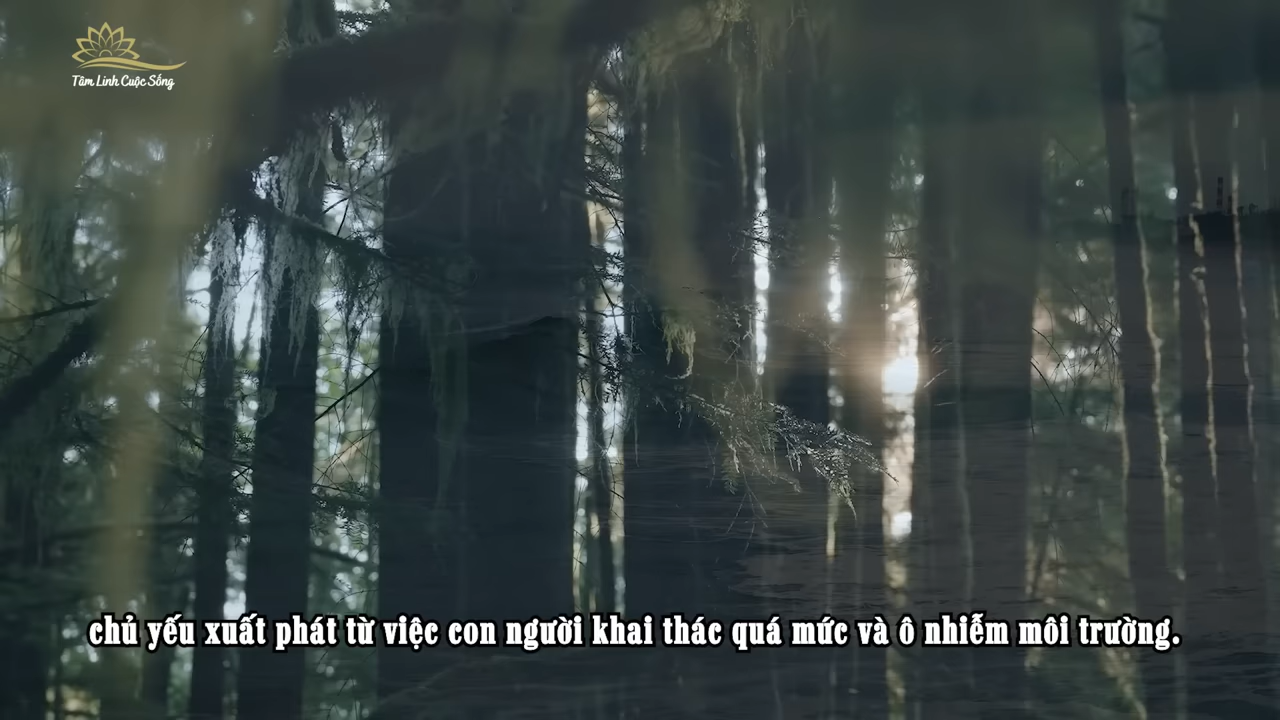 Tâm Linh Cuộc Sống
chủ yếu xuất phát từ việc con người khai thác quá mức và ô nhiễm môi trường.